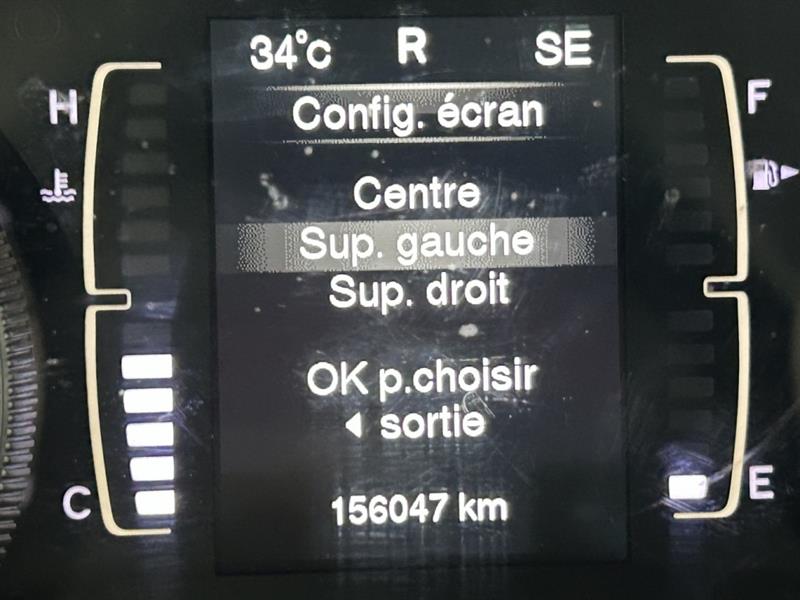 34°c R SE
Config. écran
H F
Centre
Sup. gauche
Sup. droit
OK p.choisir
◄ sortie
C E
156047 km